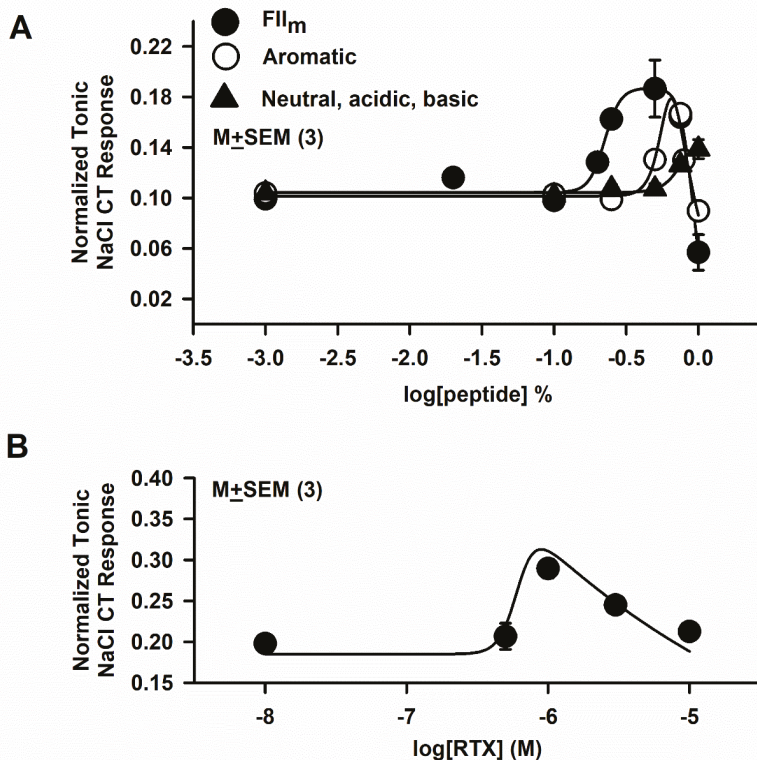 A
FIIm
Aromatic
Neutral, acidic, basic
M±SEM (3)
Normalized Tonic
NaCl CT Response
0.22
0.18
0.14
0.10
0.06
0.02
-3.5 -3.0 -2.5 -2.0 -1.5 -1.0 -0.5 0.0
log[peptide] %
B
M±SEM (3)
Normalized Tonic
NaCl CT Response
0.40
0.35
0.30
0.25
0.20
0.15
-8 -7 -6 -5
log[RTX] (M)